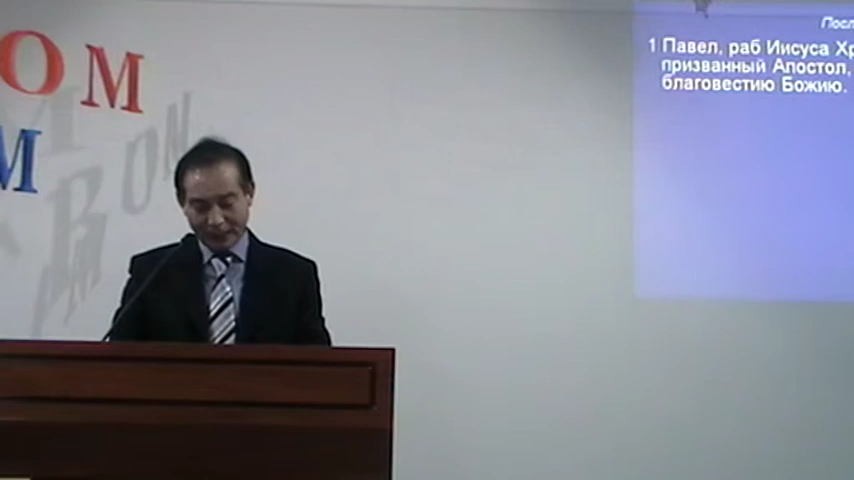 ОМ
М
Посл
1 Павел, раб Иисуса Хр
призванный Апостол,
благовестию Божию.